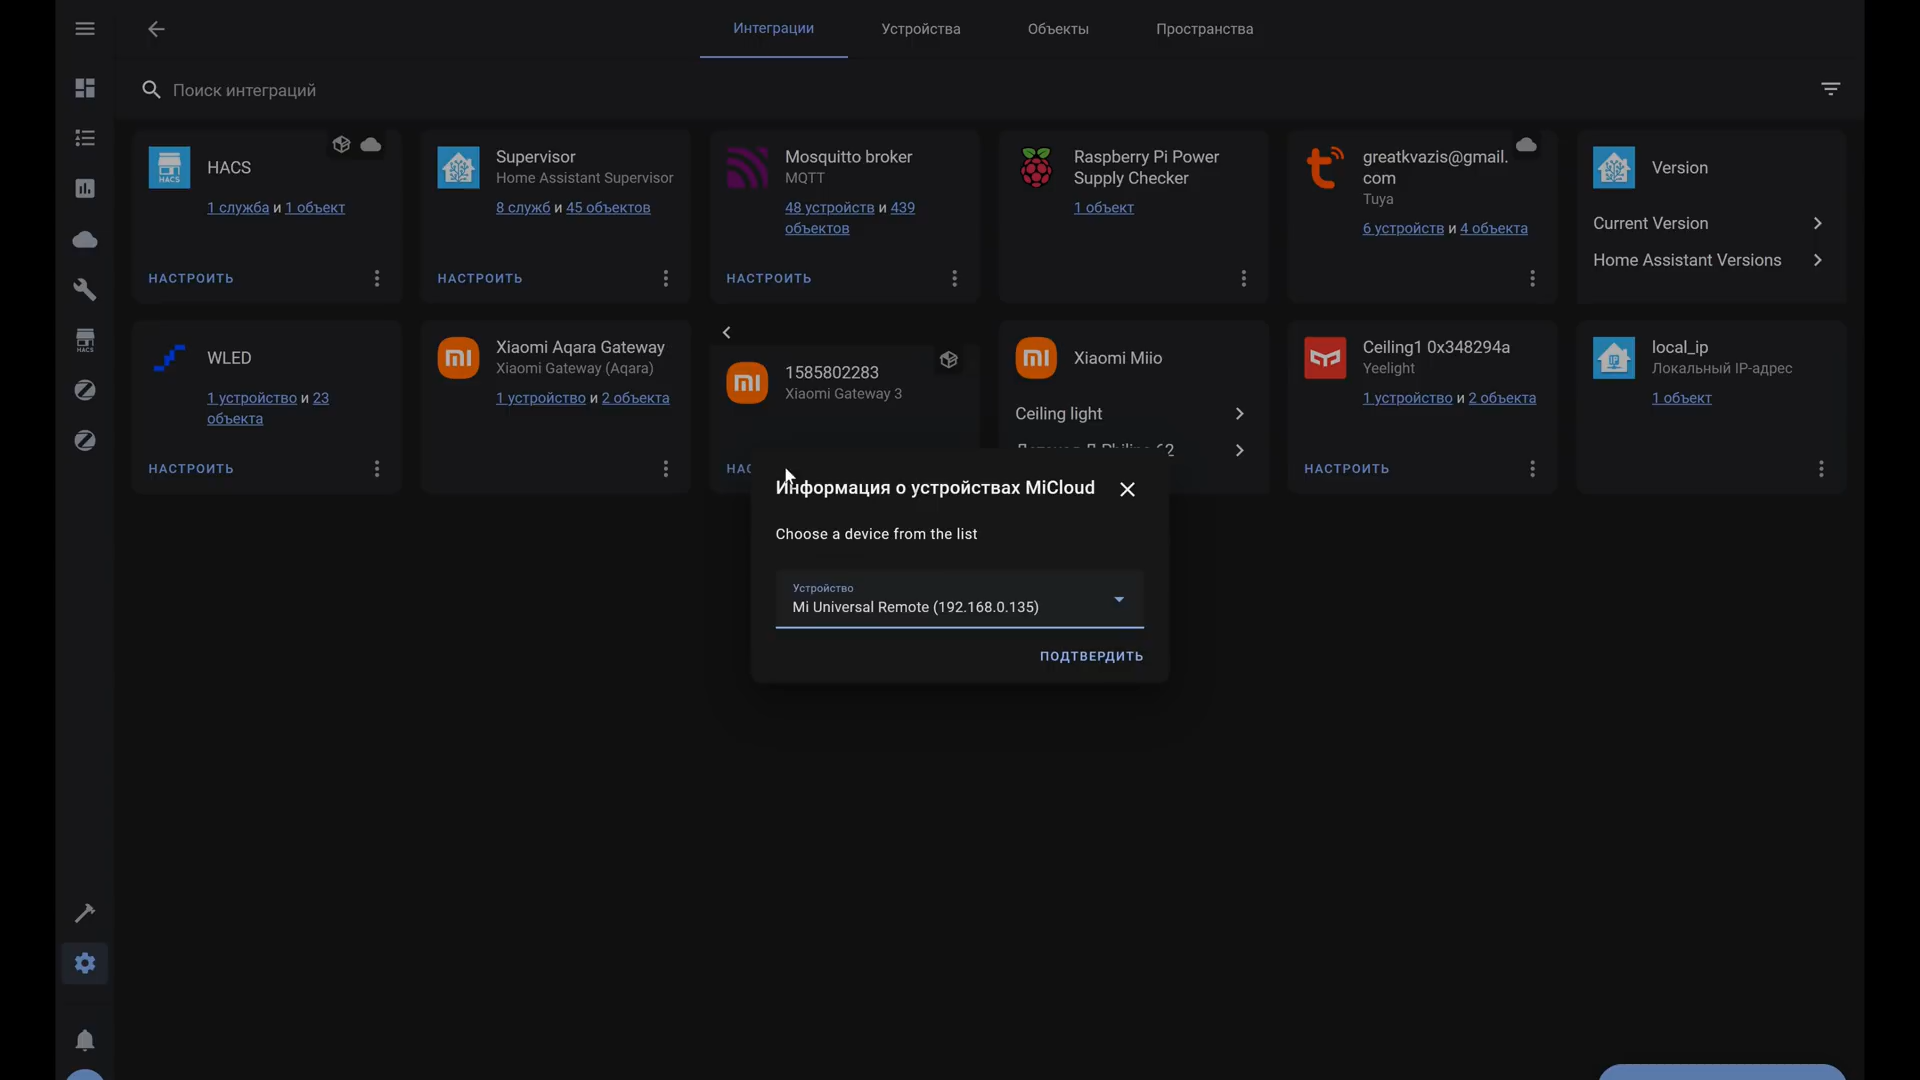 Интеграции
Устройства
Объекты
Пространства
Поиск интеграций
HACS
HACS
1 служба и 1 объект
НАСТРОИТЬ
Supervisor
Home Assistant Supervisor
8 служб и 45 объектов
НАСТРОИТЬ
Mosquitto broker
MQTT
48 устройств и 439
объектов
НАСТРОИТЬ
Raspberry Pi Power
Supply Checker
1 объект
greatkvazis@gmail.
com
Tuya
6 устройств и 4 объекта
Version
Current Version
Home Assistant Versions
HACS
WLED
1 устройство и 23
объекта
НАСТРОИТЬ
Xiaomi Aqara Gateway
Xiaomi Gateway (Aqara)
1 устройство и 2 объекта
1585802283
Xiaomi Gateway 3
НАС
Xiaomi Miio
Ceiling light
Ceiling1 0x348294a
Yeelight
1 устройство и 2 объекта
НАСТРОИТЬ
local_ip
Локальный IP-адрес
1 объект
Информация о устройствах MiCloud
Choose a device from the list
Устройство
Mi Universal Remote (192.168.0.135)
ПОДТВЕРДИТЬ